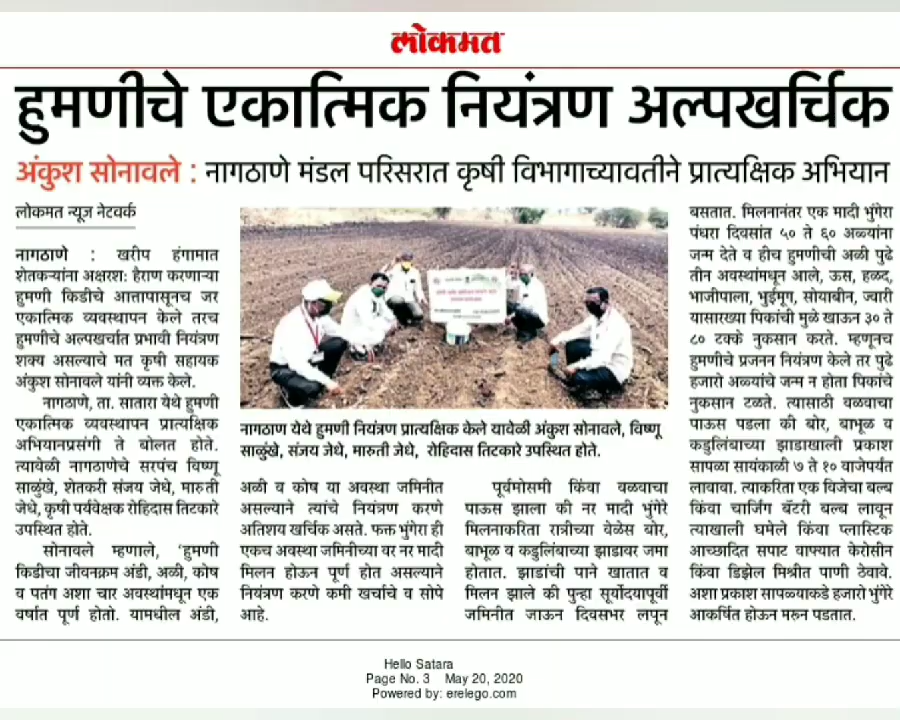 लोकमत
हुमणीचे एकात्मिक नियंत्रण अल्पखर्चिक
अंकुश सोनावले : नागठाणे मंडल परिसरात कृषी विभागाच्यावतीने प्रात्यक्षिक अभियान
लोकमत न्यूज नेटवर्क
नागठाणे : खरीप हंगामात
शेतकऱ्यांना अक्षरशः हैराण करणाऱ्या
हुमणी किडीचे आत्तापासूनच जर
एकात्मिक व्यवस्थापन केले तरच
हुमणीचे अल्पखर्चात प्रभावी नियंत्रण
शक्य असल्याचे मत कृषी सहायक
अंकुश सोनावले यांनी व्यक्त केले.
नागठाणे, ता. सातारा येथे हुमणी
एकात्मिक व्यवस्थापन प्रात्यक्षिक
अभियानप्रसंगी ते बोलत होते.
त्यावेळी नागठाणेचे सरपंच विष्णू
साळुंखे, शेतकरी संजय जेधे, मारुती
जेधे, कृषी पर्यवेक्षक रोहिदास तिटकारे
उपस्थित होते.
सोनावले म्हणाले, ‘हुमणी
किडीचा जीवनक्रम अंडी, अळी, कोष
व पतंग अशा चार अवस्थांमधून एक
वर्षात पूर्ण होतो. यामधील अंडी,
नागठाण येथे हुमणी नियंत्रण प्रात्यक्षिक केले यावेळी अंकुश सोनावले, विष्णू
साळुंखे, संजय जेधे, मारुती जेधे, रोहिदास तिटकारे उपस्थित होते.
अळी व कोष या अवस्था जमिनीत
असल्याने त्यांचे नियंत्रण करणे
अतिशय खर्चिक असते. फक्त भुंगेरा ही
एकच अवस्था जमिनीच्या वर नर मादी
मिलन होऊन पूर्ण होत असल्याने
नियंत्रण करणे कमी खर्चाचे व सोपे
आहे.
पूर्वमोसमी किंवा वळवाचा
पाऊस झाला की नर मादी भुंगेरे
मिलनाकरिता रात्रीच्या वेळेस बोर,
बाभूळ व कडुलिंबाच्या झाडावर जमा
होतात. झाडांची पाने खातात व
मिलन झाले की पुन्हा सूर्योदयापूर्वी
जमिनीत जाऊन दिवसभर लपून
बसतात. मिलनानंतर एक मादी भुंगेरा
पंधरा दिवसांत ५० ते ६० अळ्यांना
जन्म देते व हीच हुमणीची अळी पुढे
तीन अवस्थांमधून आले, ऊस, हळद,
भाजीपाला, भुईमूग, सोयाबीन, ज्वारी
यासारख्या पिकांची मुळे खाऊन ३० ते
८० टक्के नुकसान करते. म्हणूनच
हुमणीचे प्रजनन नियंत्रण केले तर पुढे
हजारो अळ्यांचे जन्म न होता पिकांचे
नुकसान टळते. त्यासाठी वळवाचा
पाऊस पडला की बोर, बाभूळ व
कडुलिंबाच्या झाडाखाली प्रकाश
सापळा सायंकाळी ७ ते १० वाजेपर्यंत
लावावा. त्याकरिता एक विजेचा बल्ब
किंवा चार्जिंग बॅटरी बल्ब लावून
त्याखाली घमेले किंवा प्लास्टिक
आच्छादित सपाट वाफ्यात केरोसीन
किंवा डिझेल मिश्रीत पाणी ठेवावे.
अशा प्रकाश सापळ्याकडे हजारो भुंगेरे
आकर्षित होऊन मरून पडतात.
Hello Satara
Page No. 3 May 20, 2020
Powered by: erelego.com